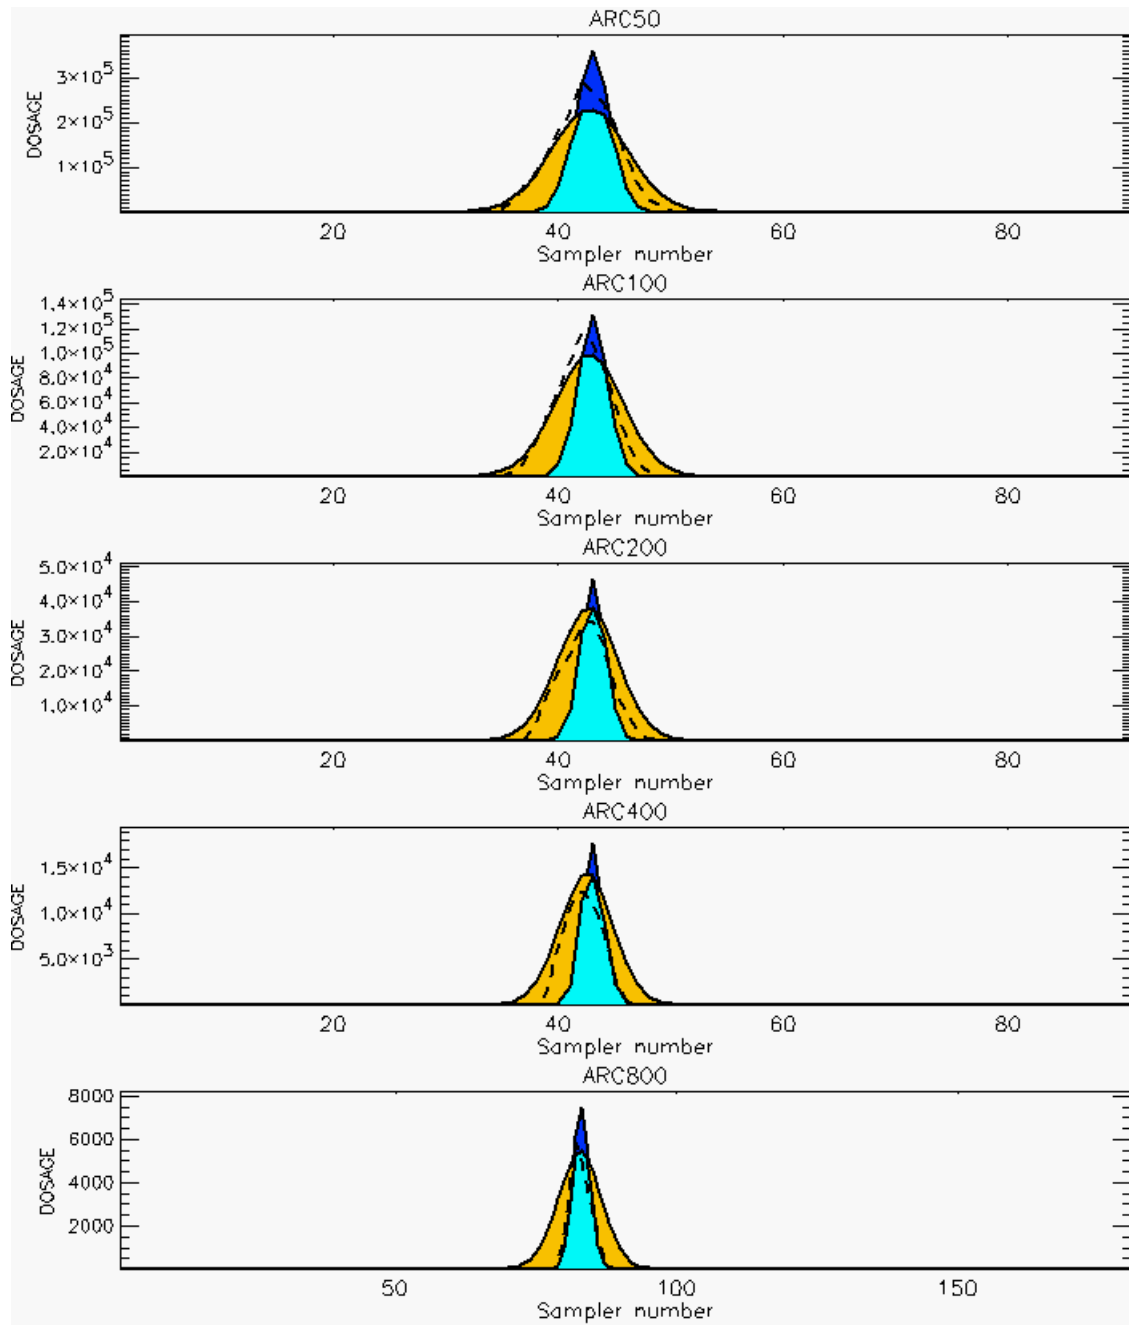 ARC50
3×10^5
2×10^5
1×10^5
DOSAGE
20 40 60 80
Sampler number
ARC100
1.4×10^5
1.2×10^5
1.0×10^5
8.0×10^4
6.0×10^4
4.0×10^4
2.0×10^4
DOSAGE
20 40 60 80
Sampler number
ARC200
5.0×10^4
4.0×10^4
3.0×10^4
2.0×10^4
1.0×10^4
DOSAGE
20 40 60 80
Sampler number
ARC400
1.5×10^4
1.0×10^4
5.0×10^3
DOSAGE
20 40 60 80
Sampler number
ARC800
8000
6000
4000
2000
DOSAGE
50 100 150
Sampler number